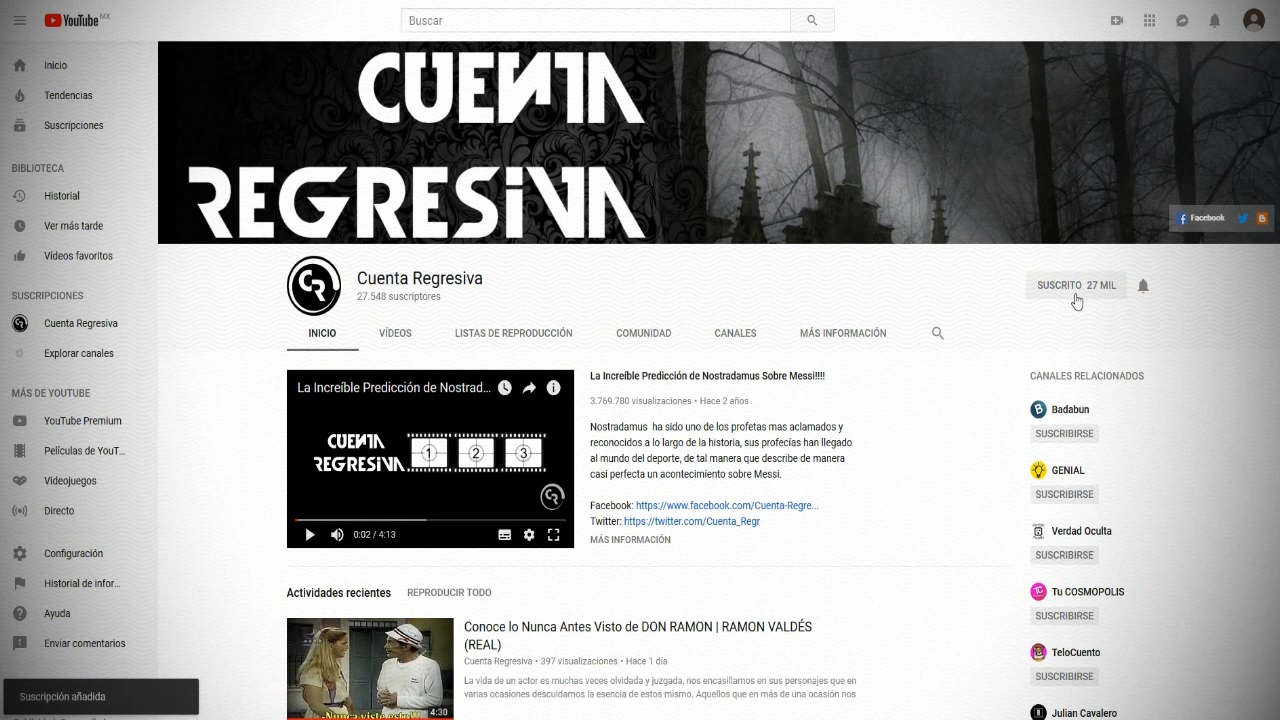 YouTube MX
Buscar
Inicio
Tendencias
Suscripciones
BIBLIOTECA
Historial
Ver más tarde
Vídeos favoritos
SUSCRIPCIONES
Cuenta Regresiva
Explorar canales
MÁS DE YOUTUBE
YouTube Premium
Películas de YouT...
Videojuegos
Directo
Configuración
Historial de infor...
Ayuda
Enviar comentarios
Suscripción añadida
CUENTA
REGRESIVA
Facebook
CR
Cuenta Regresiva
27.548 suscriptores
SUSCRITO 27 MIL
INICIO VÍDEOS LISTAS DE REPRODUCCIÓN COMUNIDAD CANALES MÁS INFORMACIÓN
La Increíble Predicción de Nostrad...
CUENTA
REGRESIVA
1 2 3
CR
0:02 / 4:13
La Increíble Predicción de Nostradamus Sobre Messi!!!!
3.769.780 visualizaciones • Hace 2 años
Nostradamus ha sido uno de los profetas mas aclamados y
reconocidos a lo largo de la historia, sus profecías han llegado
al mundo del deporte, de tal manera que describe de manera
casi perfecta un acontecimiento sobre Messi.
Facebook: https://www.facebook.com/Cuenta-Regre...
Twitter: https://twitter.com/Cuenta_Regr
MÁS INFORMACIÓN
Actividades recientes REPRODUCIR TODO
Nunca viste esto!!!
4:30
Conoce lo Nunca Antes Visto de DON RAMON | RAMON VALDÉS
(REAL)
Cuenta Regresiva • 397 visualizaciones • Hace 1 día
La vida de un actor es muchas veces olvidada y juzgada, nos encasillamos en sus personajes que en
varias ocasiones descuidamos la esencia de estos mismo. Aquellos que en más de una ocasión nos
CANALES RELACIONADOS
Badabun
SUSCRIBIRSE
GENIAL
SUSCRIBIRSE
Verdad Oculta
SUSCRIBIRSE
Tu COSMOPOLIS
SUSCRIBIRSE
TeloCuento
SUSCRIBIRSE
Julian Cavalero